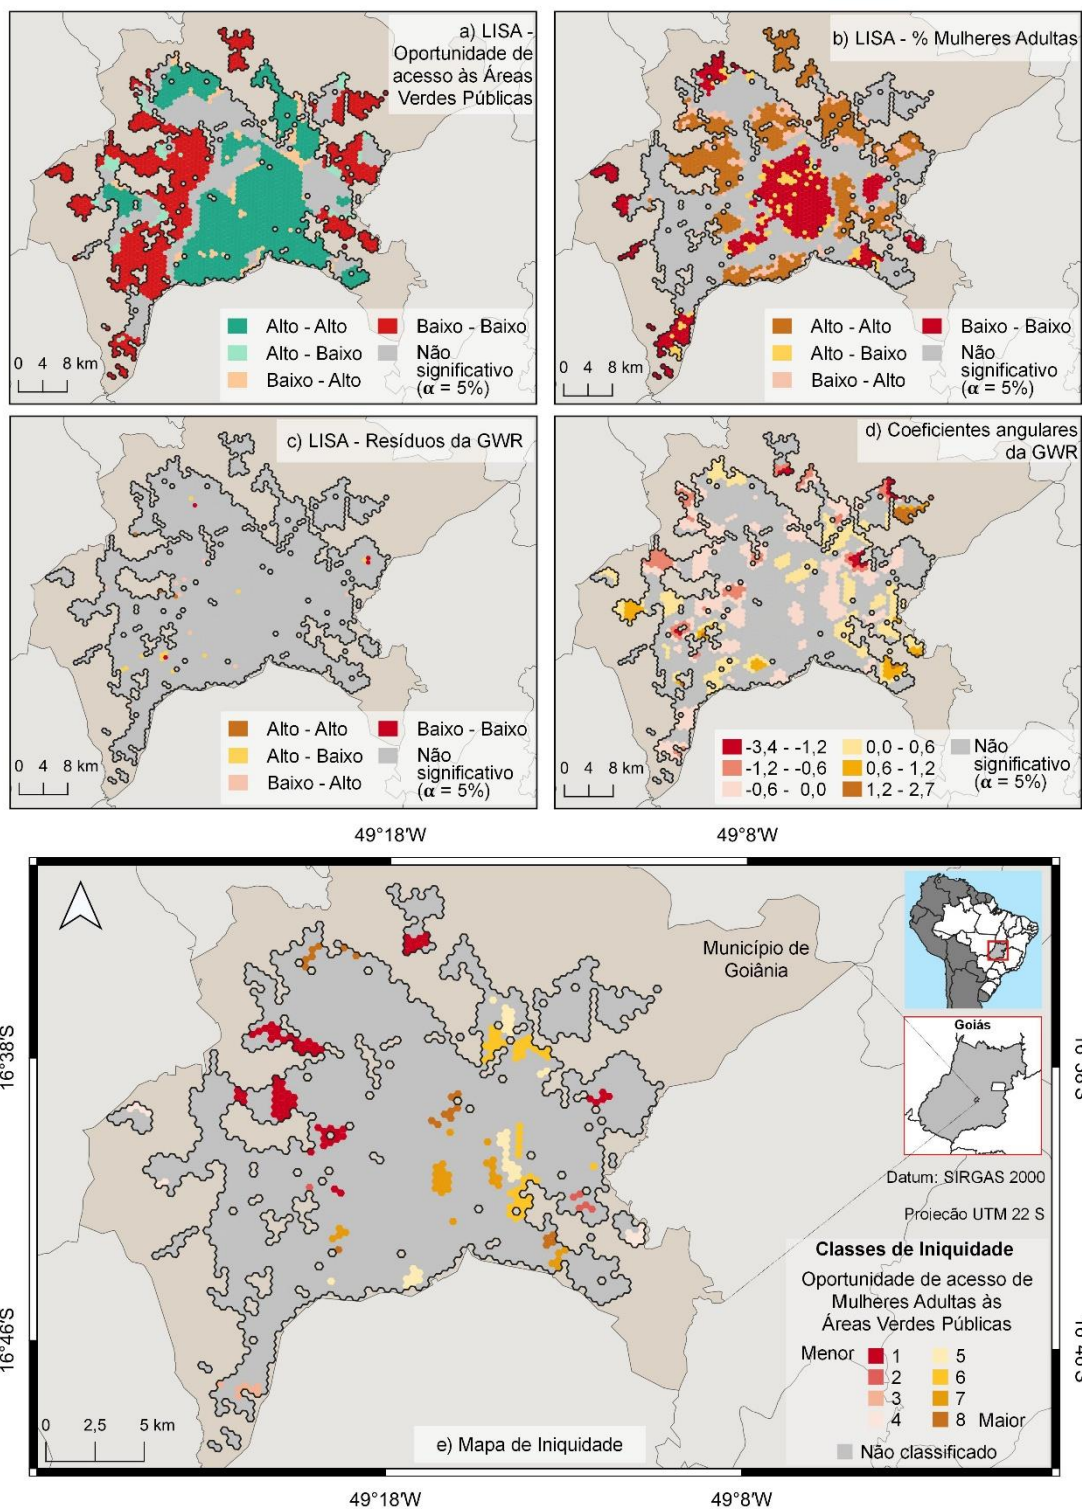 a) LISA -
Oportunidade de
acesso às Áreas
Verdes Públicas
Alto - Alto
Baixo - Baixo
Alto - Baixo
Não
significativo
(α = 5%)
Baixo - Alto
0 4 8 km
b) LISA - % Mulheres Adultas
Alto - Alto
Baixo - Baixo
Alto - Baixo
Não
significativo
(α = 5%)
Baixo - Alto
0 4 8 km
c) LISA - Resíduos da GWR
Alto - Alto
Baixo - Baixo
Alto - Baixo
Não
significativo
(α = 5%)
Baixo - Alto
0 4 8 km
d) Coeficientes angulares
da GWR
-3,4 - -1,2
-1,2 - -0,6
-0,6 - 0,0
0,0 - 0,6
0,6 - 1,2
1,2 - 2,7
Não
significativo
(α = 5%)
0 4 8 km
49°18'W 49°8'W
Município de
Goiânia
Goiás
16°38'S
16°38'S
Datum: SIRGAS 2000
Projecão UTM 22 S
Classes de Iniquidade
Oportunidade de acesso de
Mulheres Adultas às
Áreas Verdes Públicas
Menor 1 5
2 6
3 7
4 8 Maior
Não classificado
16°46'S
16°46'S
0 2,5 5 km
e) Mapa de Iniquidade
49°18'W 49°8'W